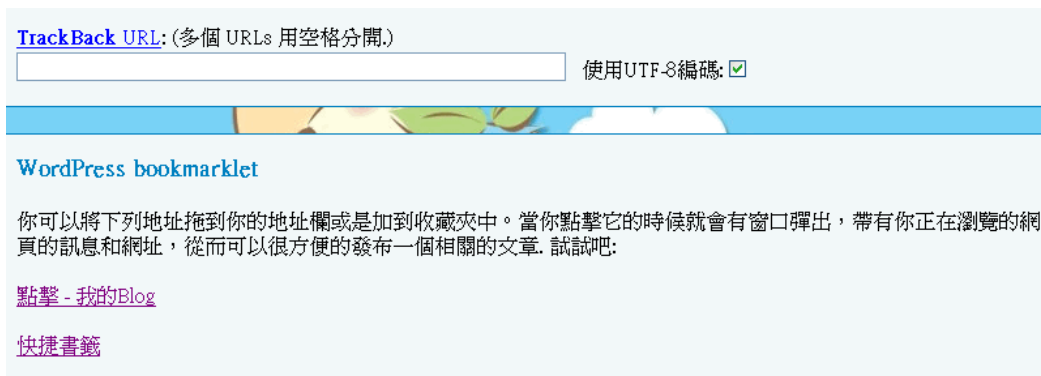 TrackBack URL: (多個 URLs 用空格分開.)
使用UTF-8編碼:
WordPress bookmarklet
你可以將下列地址拖到你的地址欄或是加到收藏夾中。當你點擊它的時候就會有窗口彈出，帶有你正在瀏覽的網
頁的訊息和網址，從而可以很方便的發布一個相關的文章. 試試吧:
點擊 - 我的Blog
快捷書籤